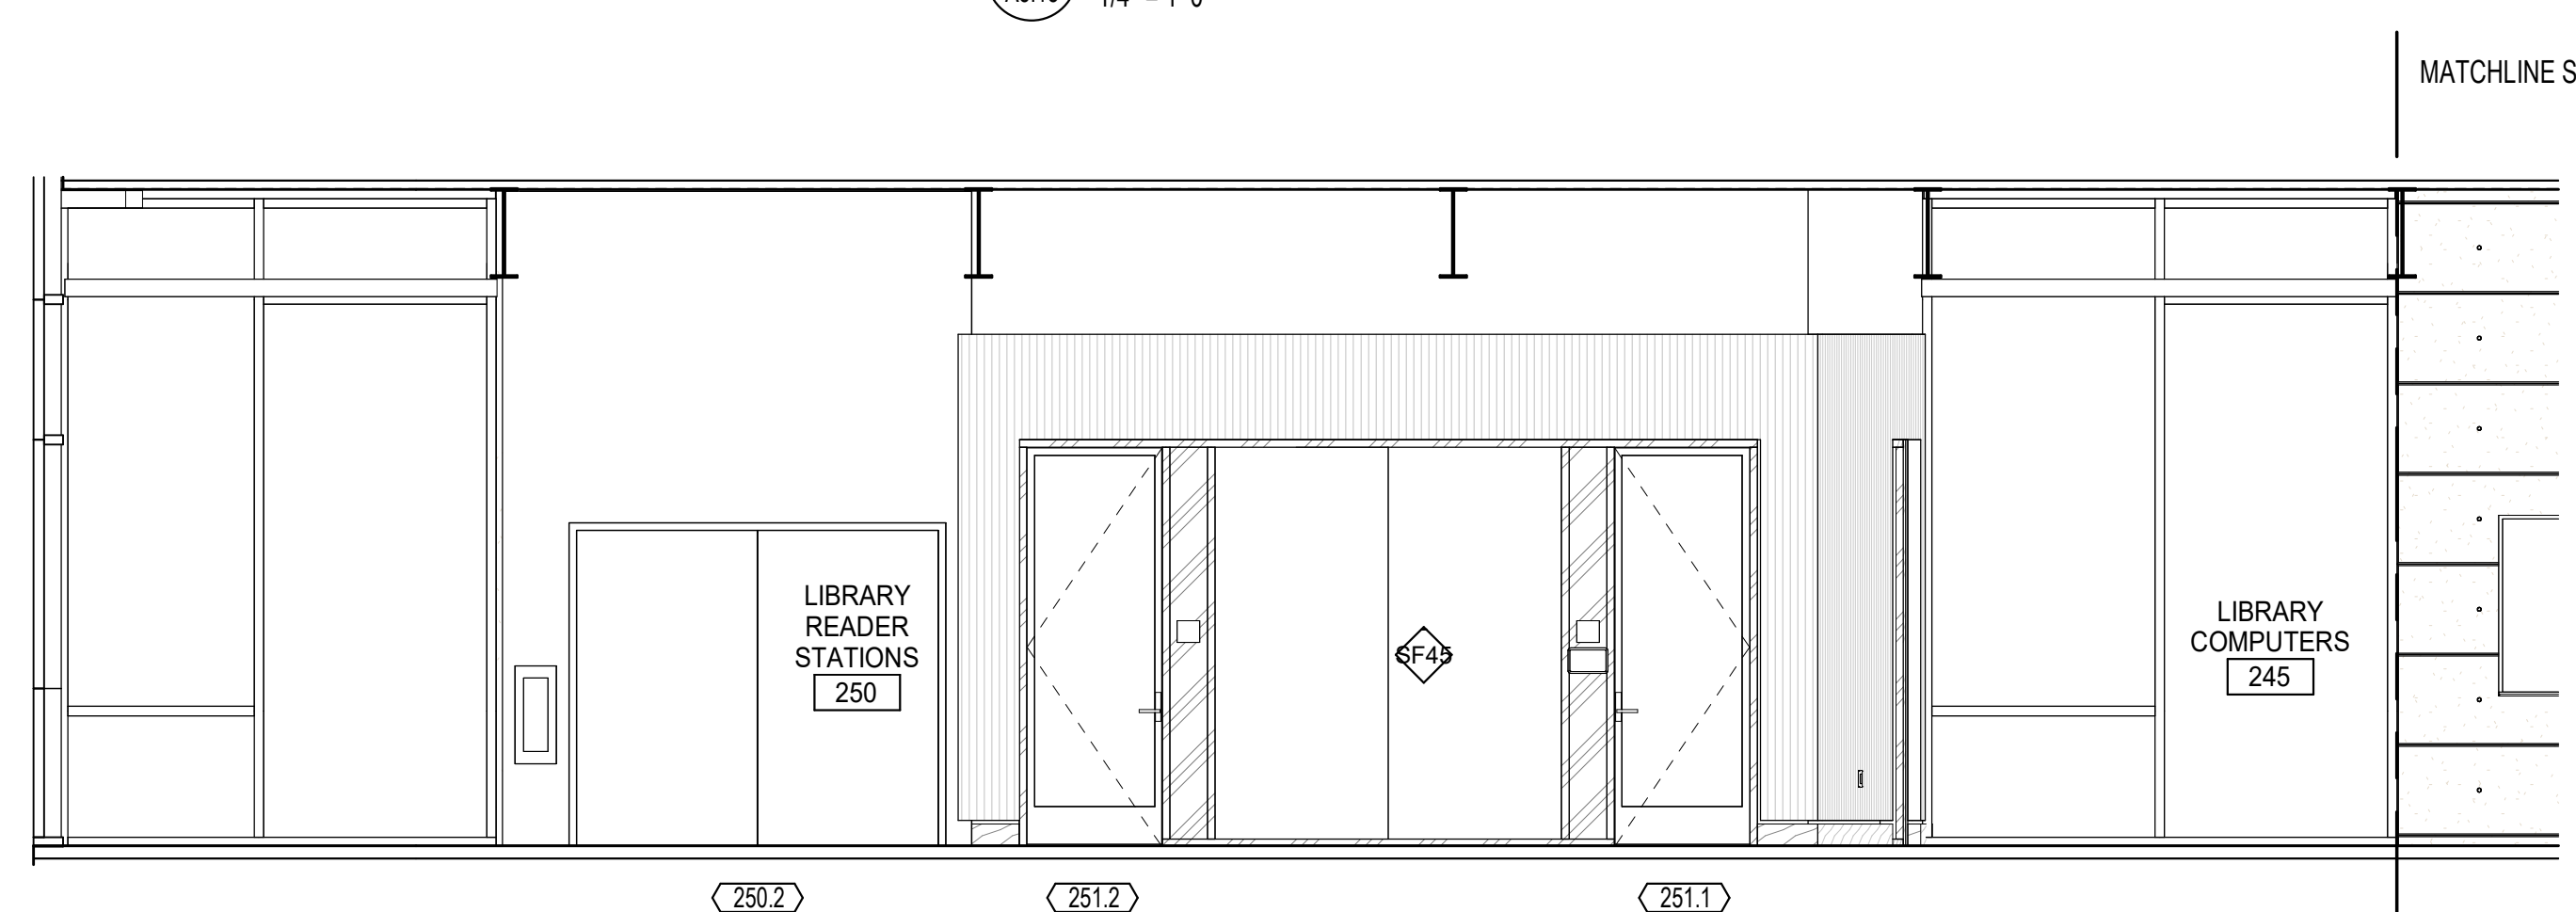 MATCHLINE S
LIBRARY
READER
STATIONS
250
SF45
LIBRARY
COMPUTERS
245
250.2
251.2
251.1